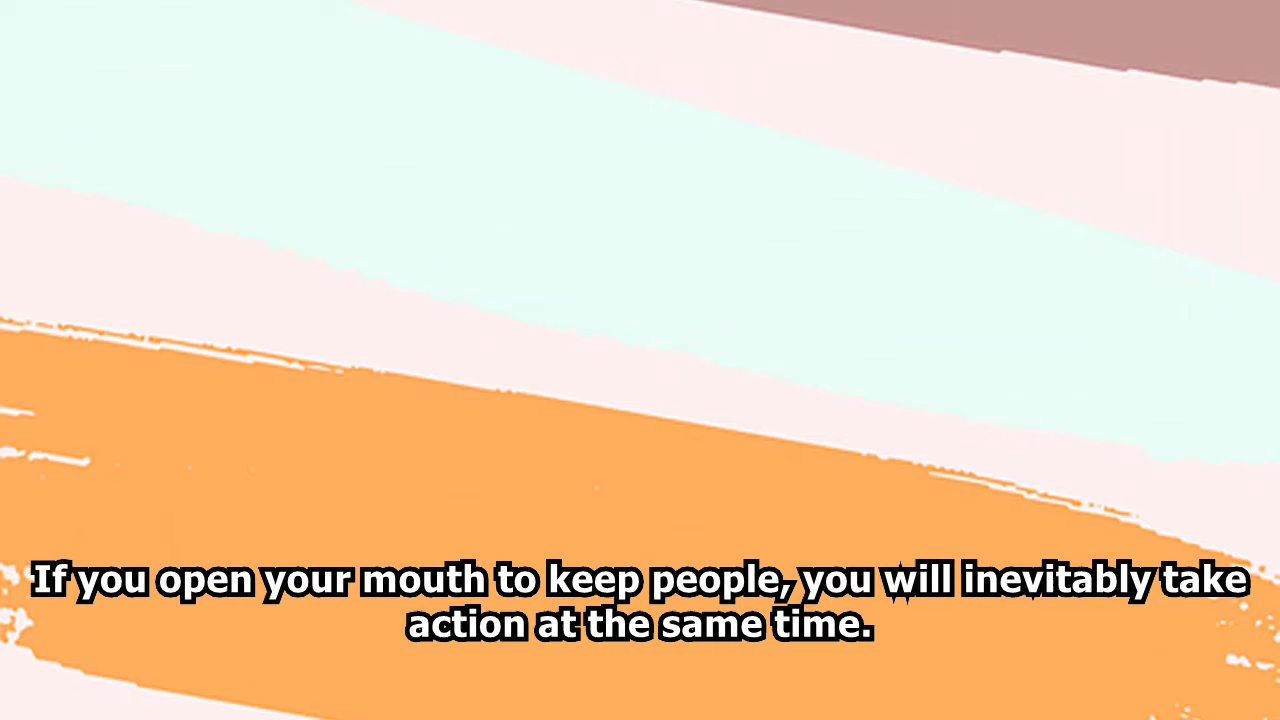 If you open your mouth to keep people, you will inevitably take
action at the same time.